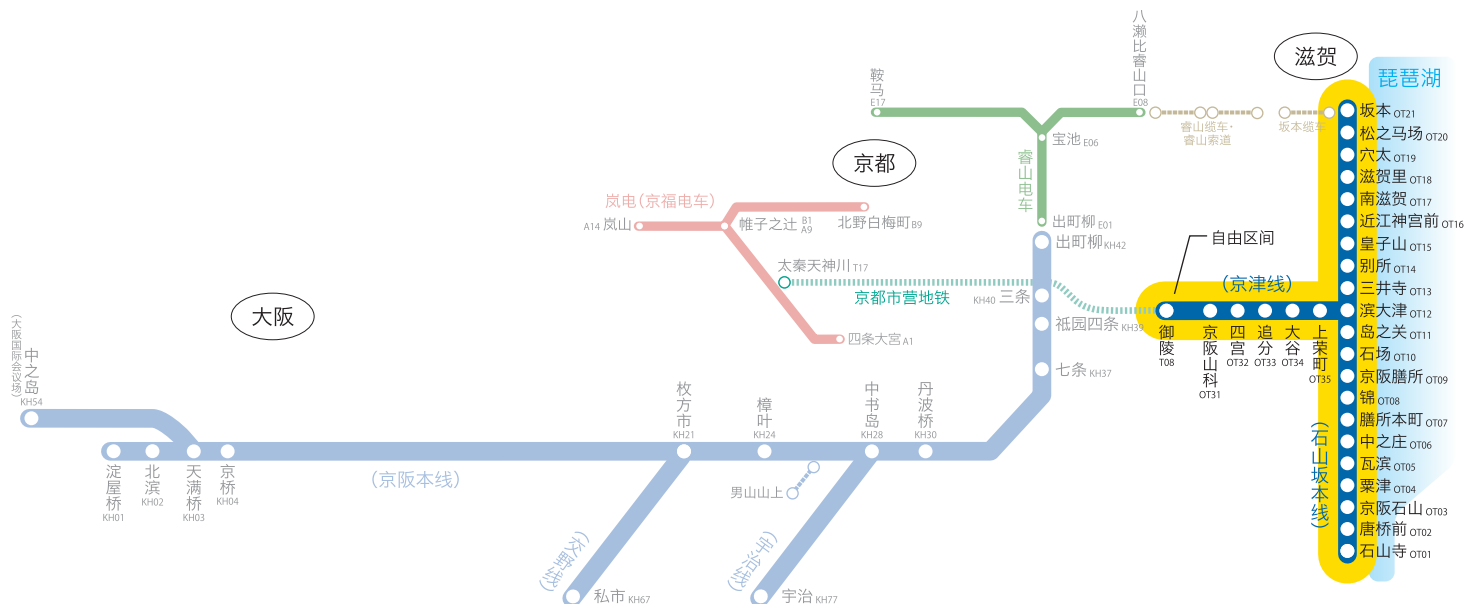 滋贺
琵琶湖
京都
大阪
八濑比睿山口
E08
鞍马
E17
宝池 E06
睿山电车
睿山缆车·
睿山索道
坂本缆车
出町柳 E01
岚电(京福电车)
A14 岚山
帷子之辻 B1
A9
北野白梅町 B9
太秦天神川 T17
京都市营地铁
四条大宫 A1
出町柳 KH42
KH40 三条
祗园四条 KH39
七条 KH37
自由区间
(京津线)
御陵
T08
京阪山科
OT31
四宫
OT32
追分
OT33
大谷
OT34
上荣町
OT35
坂本 OT21
松之马场 OT20
穴太 OT19
滋贺里 OT18
南滋贺 OT17
近江神宫前 OT16
皇子山 OT15
别所 OT14
三井寺 OT13
滨大津 OT12
岛之关 OT11
石场 OT10
京阪膳所 OT09
锦 OT08
膳所本町 OT07
中之庄 OT06
瓦滨 OT05
粟津 OT04
京阪石山 OT03
唐桥前 OT02
石山寺 OT01
(石山坂本线)
(大阪国际会议场)
中之岛
KH54
淀屋桥
KH01
北滨
KH02
天满桥
KH03
京桥
KH04
(京阪本线)
枚方市
KH21
樟叶
KH24
中书岛
KH28
丹波桥
KH30
男山山上
(交野线)
私市 KH67
(宇治线)
宇治 KH77